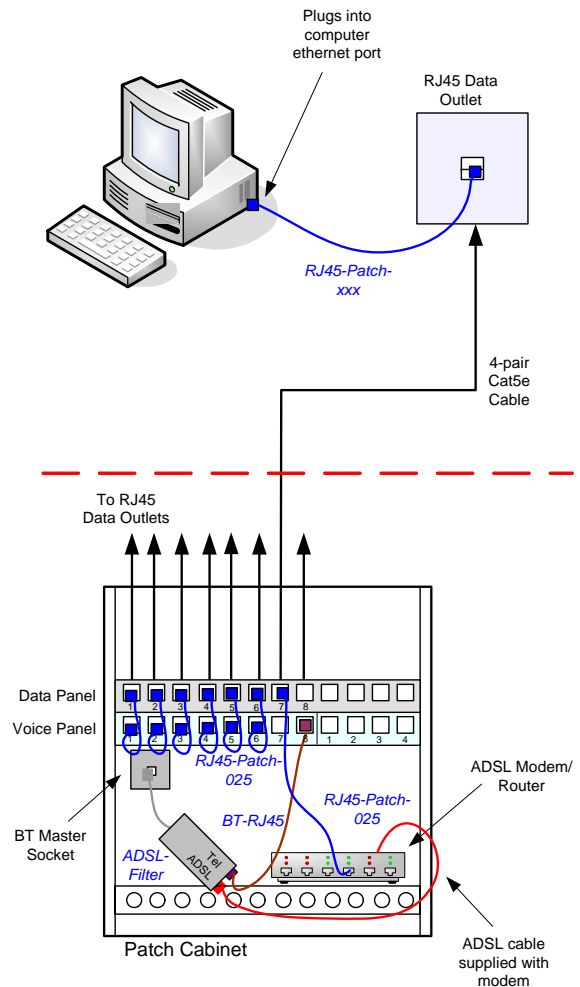 Plugs into
computer
ethernet port
RJ45 Data
Outlet
RJ45-Patch-
xxx
4-pair
Cat5e
Cable
To RJ45
Data Outlets
Data Panel
1 2 3 4 5 6 7 8
Voice Panel
1 2 3 4 5 6 7 8 1 2 3 4
RJ45-Patch-
025
BT Master
Socket
BT-RJ45
RJ45-Patch-
025
ADSL Modem/
Router
ADSL-
Filter
Tel
ADSL
ADSL cable
supplied with
modem
Patch Cabinet